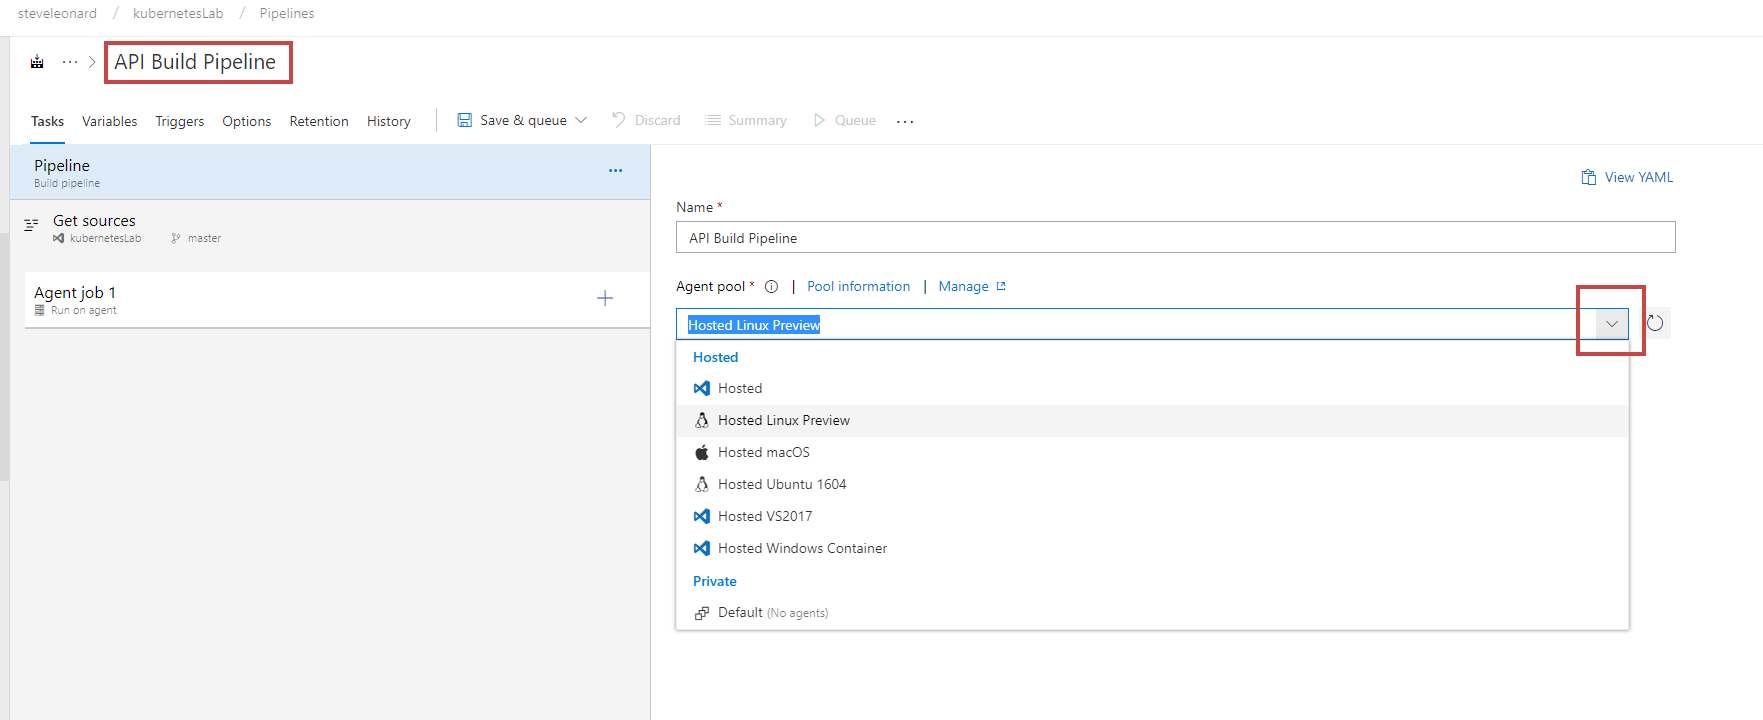 steveleonard / kubernetesLab / Pipelines
··· > API Build Pipeline
Tasks Variables Triggers Options Retention History Save & queue Discard Summary Queue ···
Pipeline ···
Build pipeline
Get sources
kubernetesLab master
Agent job 1
Run on agent
View YAML
Name *
API Build Pipeline
Agent pool * | Pool information | Manage
Hosted Linux Preview
Hosted
Hosted
Hosted Linux Preview
Hosted macOS
Hosted Ubuntu 1604
Hosted VS2017
Hosted Windows Container
Private
Default (No agents)